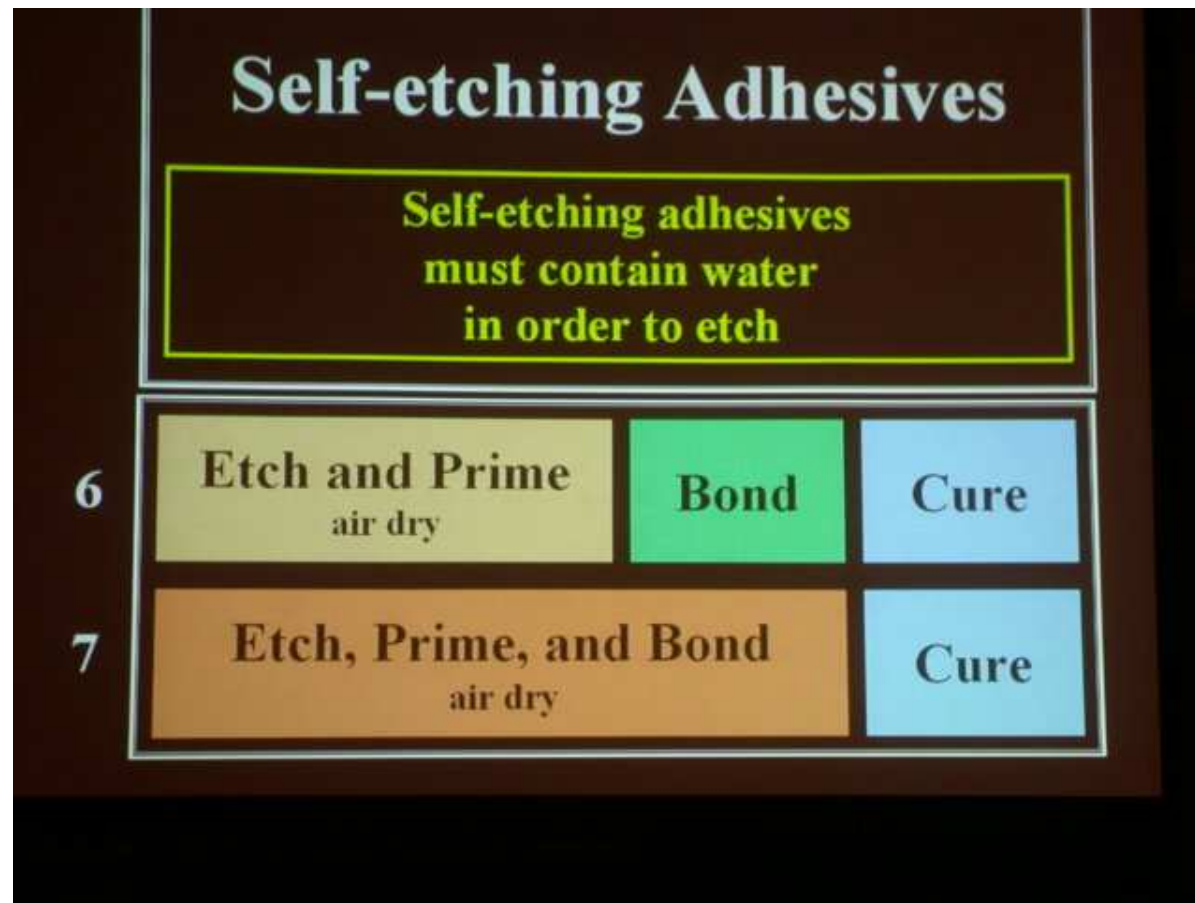 Self-etching Adhesives
Self-etching adhesives
must contain water
in order to etch
6
Etch and Prime
air dry
Bond
Cure
7
Etch, Prime, and Bond
air dry
Cure